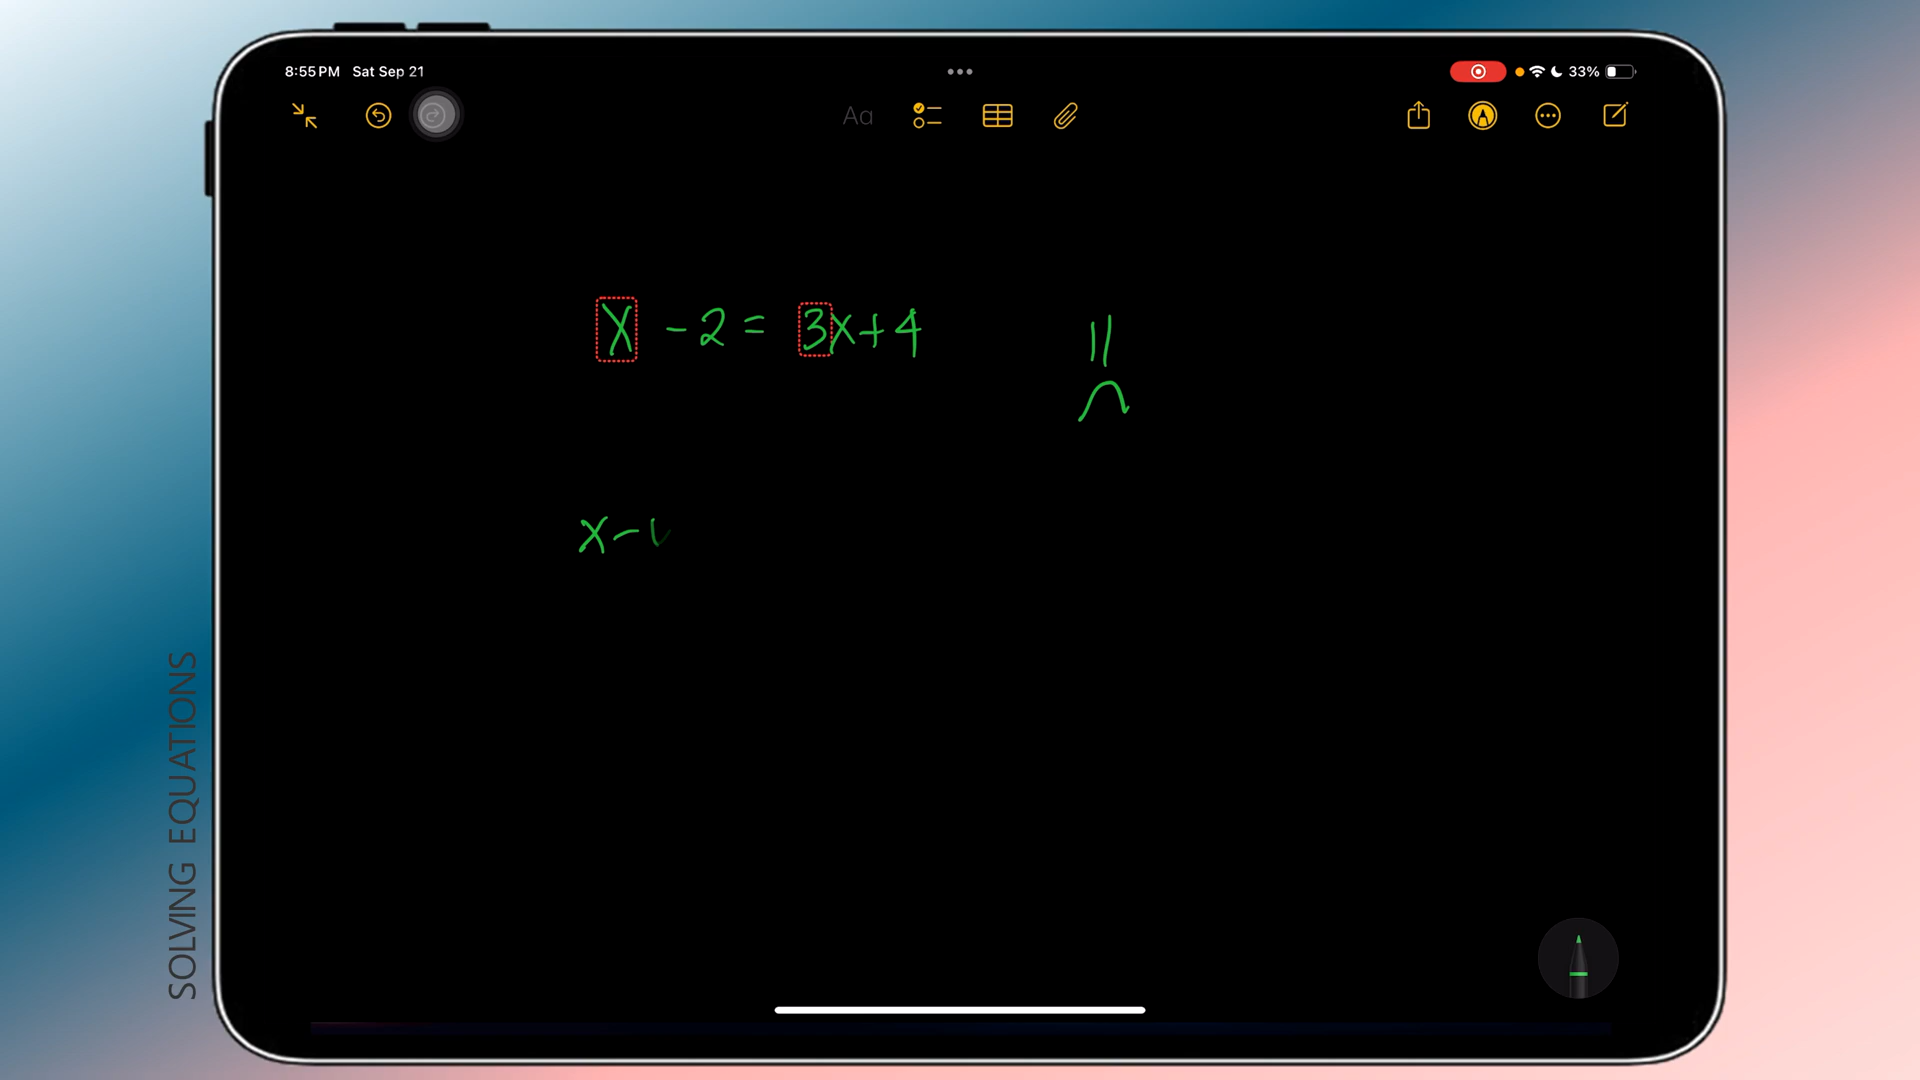 8:55 PM Sat Sep 21
33%
Aa
X - 2 = 3x + 4
x -
SOLVING EQUATIONS